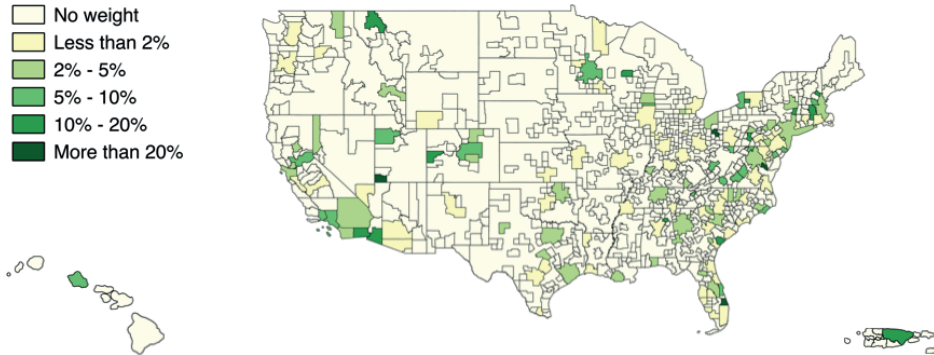 No weight
Less than 2%
2% - 5%
5% - 10%
10% - 20%
More than 20%